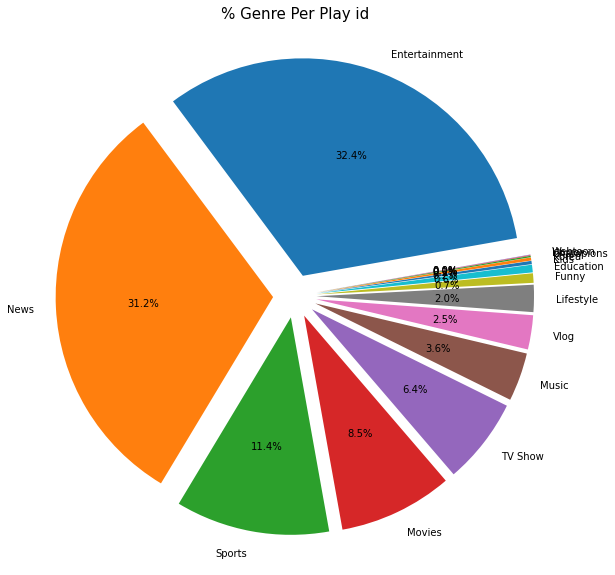 % Genre Per Play id
Entertainment
32.4%
News
31.2%
Sports
11.4%
Movies
8.5%
TV Show
6.4%
Music
3.6%
Vlog
2.5%
Lifestyle
2.0%
Funny
0.7%
Education
Kids